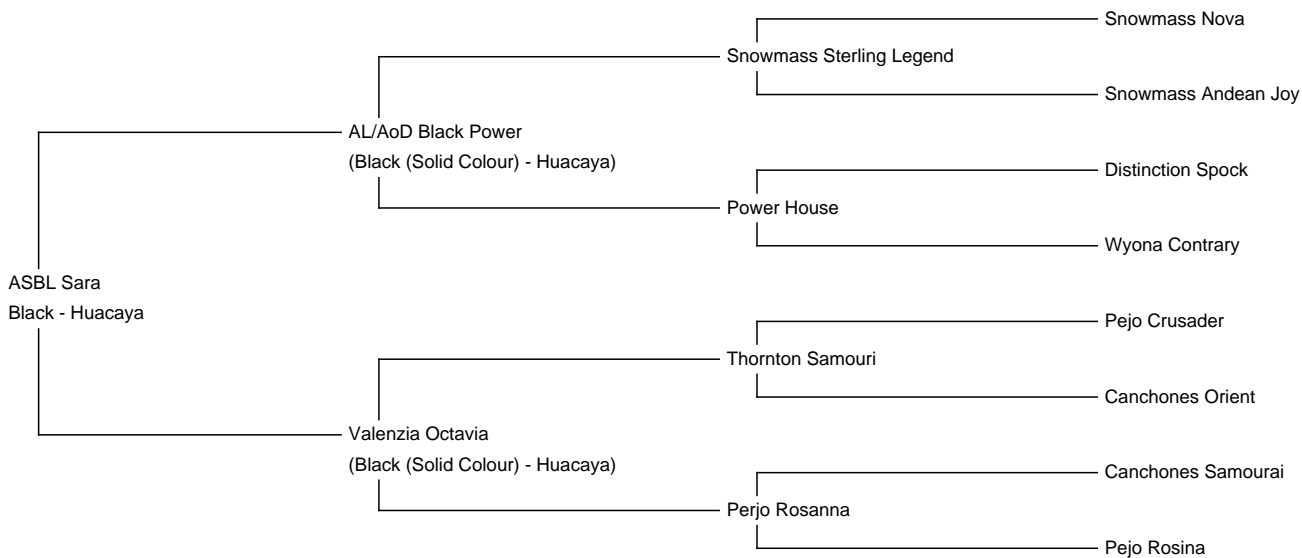 Snowmass Nova
Snowmass Sterling Legend
Snowmass Andean Joy
AL/AoD Black Power
(Black (Solid Colour) - Huacaya)
Distinction Spock
Power House
Wyona Contrary
ASBL Sara
Black - Huacaya
Pejo Crusader
Thornton Samouri
Canchones Orient
Valenzia Octavia
(Black (Solid Colour) - Huacaya)
Canchones Samourai
Perjo Rosanna
Pejo Rosina